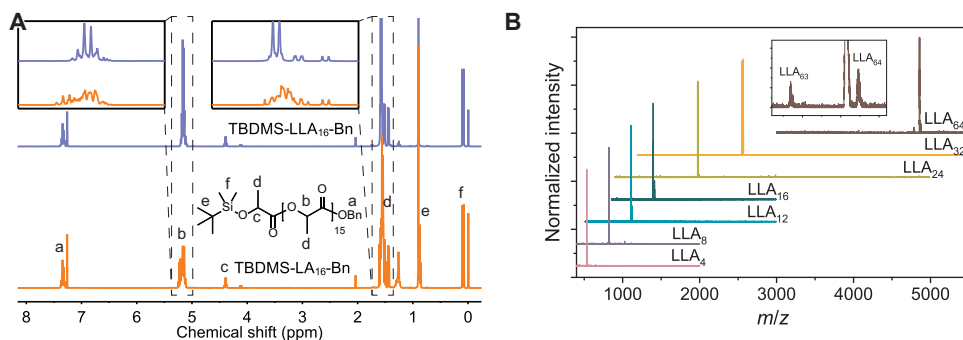 A
TBDMS-LLA₁₆-Bn
f
e
Si
O
d
c
O
O
b
d
O
15
OBn
a
d
e
f
a
b
c
TBDMS-LA₁₆-Bn
8 7 6 5 4 3 2 1 0
Chemical shift (ppm)
B
Normalized intensity
LLA₆₃
LLA₆₄
LLA₆₄
LLA₃₂
LLA₂₄
LLA₁₆
LLA₁₂
LLA₈
LLA₄
1000 2000 3000 4000 5000
m/z